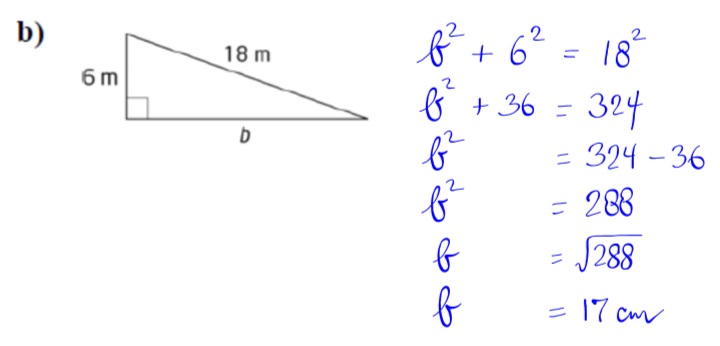 b)
18 m
6 m
b
b² + 6² = 18²
b² + 36 = 324
b² = 324 - 36
b² = 288
b = √288
b = 17 cm